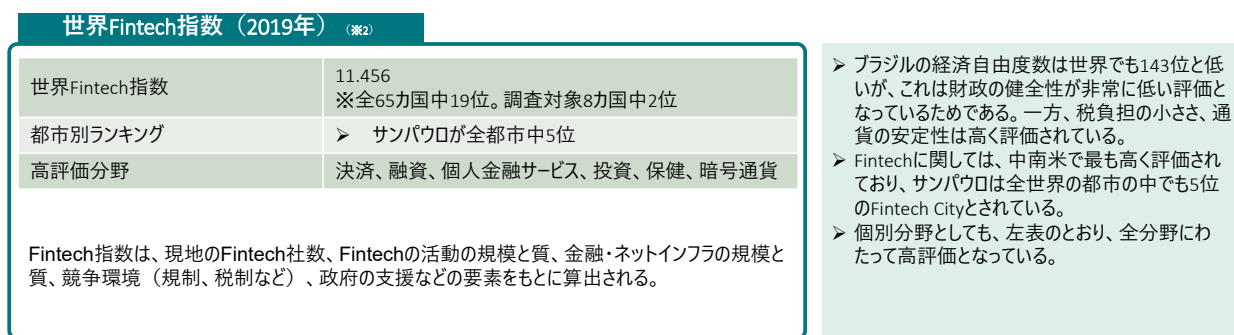 世界Fintech指数（2019年）（※2）
世界Fintech指数
11.456
※全65カ国中19位。調査対象8カ国中2位
都市別ランキング
➢ サンパウロが全都市中5位
高評価分野
決済、融資、個人金融サービス、投資、保健、暗号通貨
Fintech指数は、現地のFintech社数、Fintechの活動の規模と質、金融・ネットインフラの規模と
質、競争環境（規制、税制など）、政府の支援などの要素をもとに算出される。
➢ ブラジルの経済自由度数は世界でも143位と低
いが、これは財政の健全性が非常に低い評価と
なっているためである。一方、税負担の小ささ、通
貨の安定性は高く評価されている。
➢ Fintechに関しては、中南米で最も高く評価され
ており、サンパウロは全世界の都市の中でも5位
のFintech Cityとされている。
➢ 個別分野としても、左表のとおり、全分野にわ
たって高評価となっている。